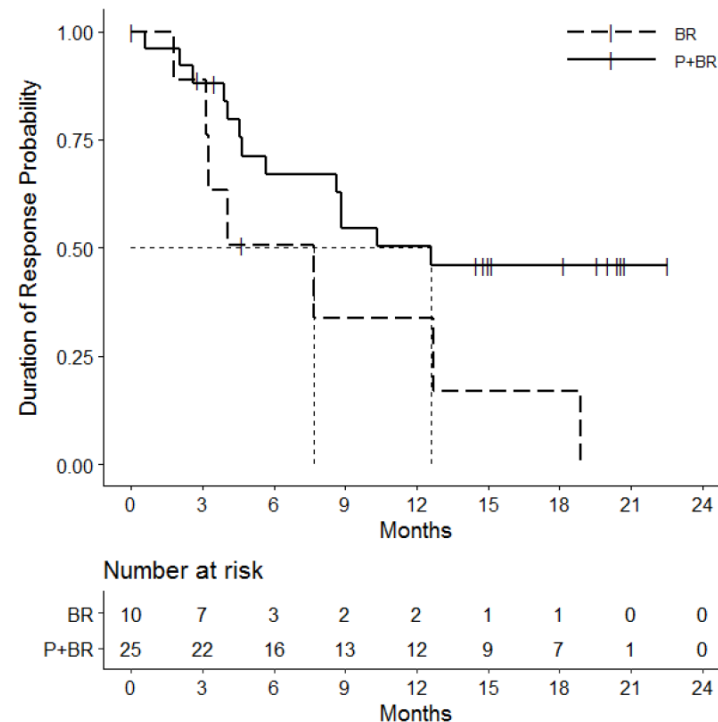 1.00
0.75
0.50
0.25
0.00
Duration of Response Probability
BR
P+BR
0 3 6 9 12 15 18 21 24
Months
Number at risk
BR 10 7 3 2 2 1 1 0 0
P+BR 25 22 16 13 12 9 7 1 0
0 3 6 9 12 15 18 21 24
Months